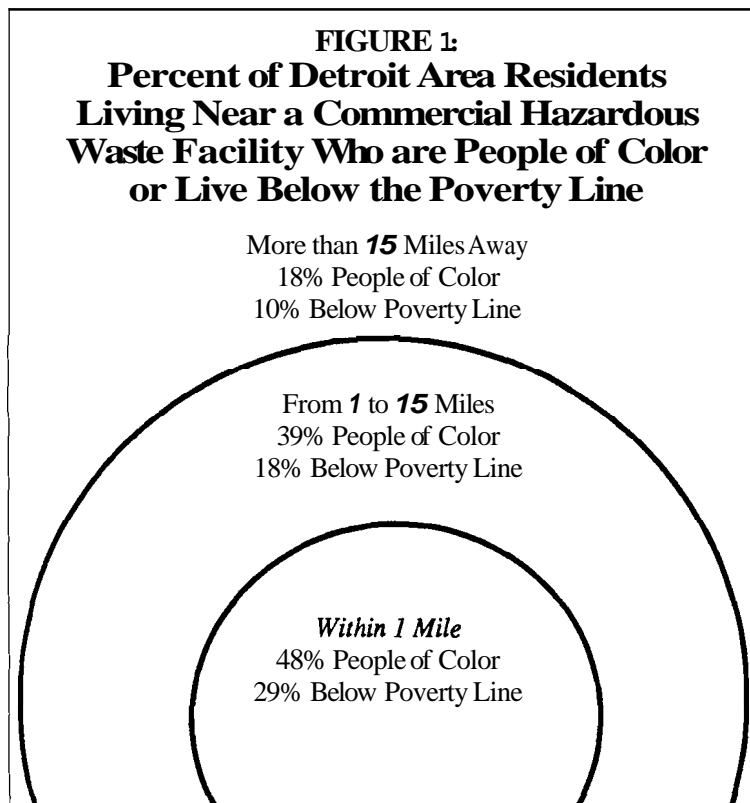 FIGURE 1:
Percent of Detroit Area Residents
Living Near a Commercial Hazardous
Waste Facility Who are People of Color
or Live Below the Poverty Line
More than 15 Miles Away
18% People of Color
10% Below Poverty Line
From 1 to 15 Miles
39% People of Color
18% Below Poverty Line
Within 1 Mile
48% People of Color
29% Below Poverty Line